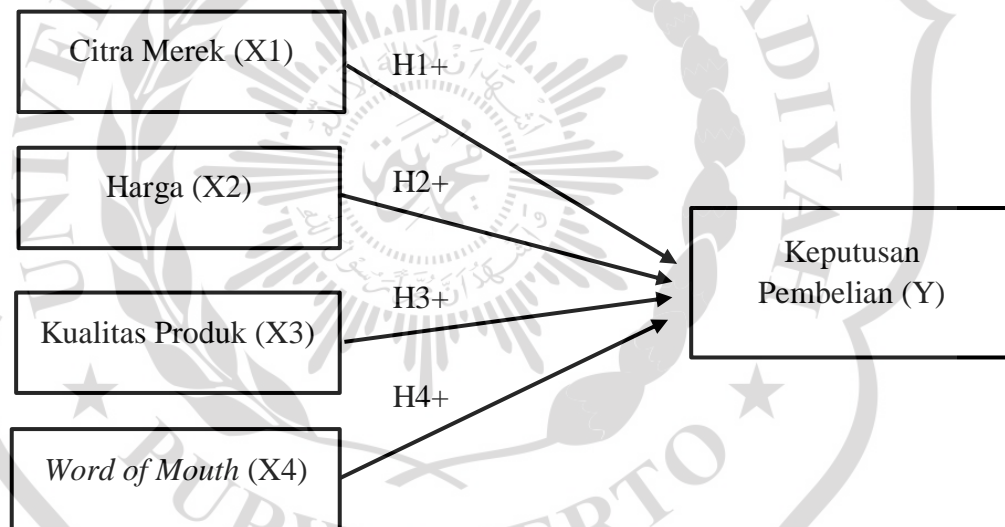 Citra Merek (X1)
H1+
Harga (X2)
H2+
Keputusan
Pembelian (Y)
Kualitas Produk (X3)
H3+
H4+
Word of Mouth (X4)